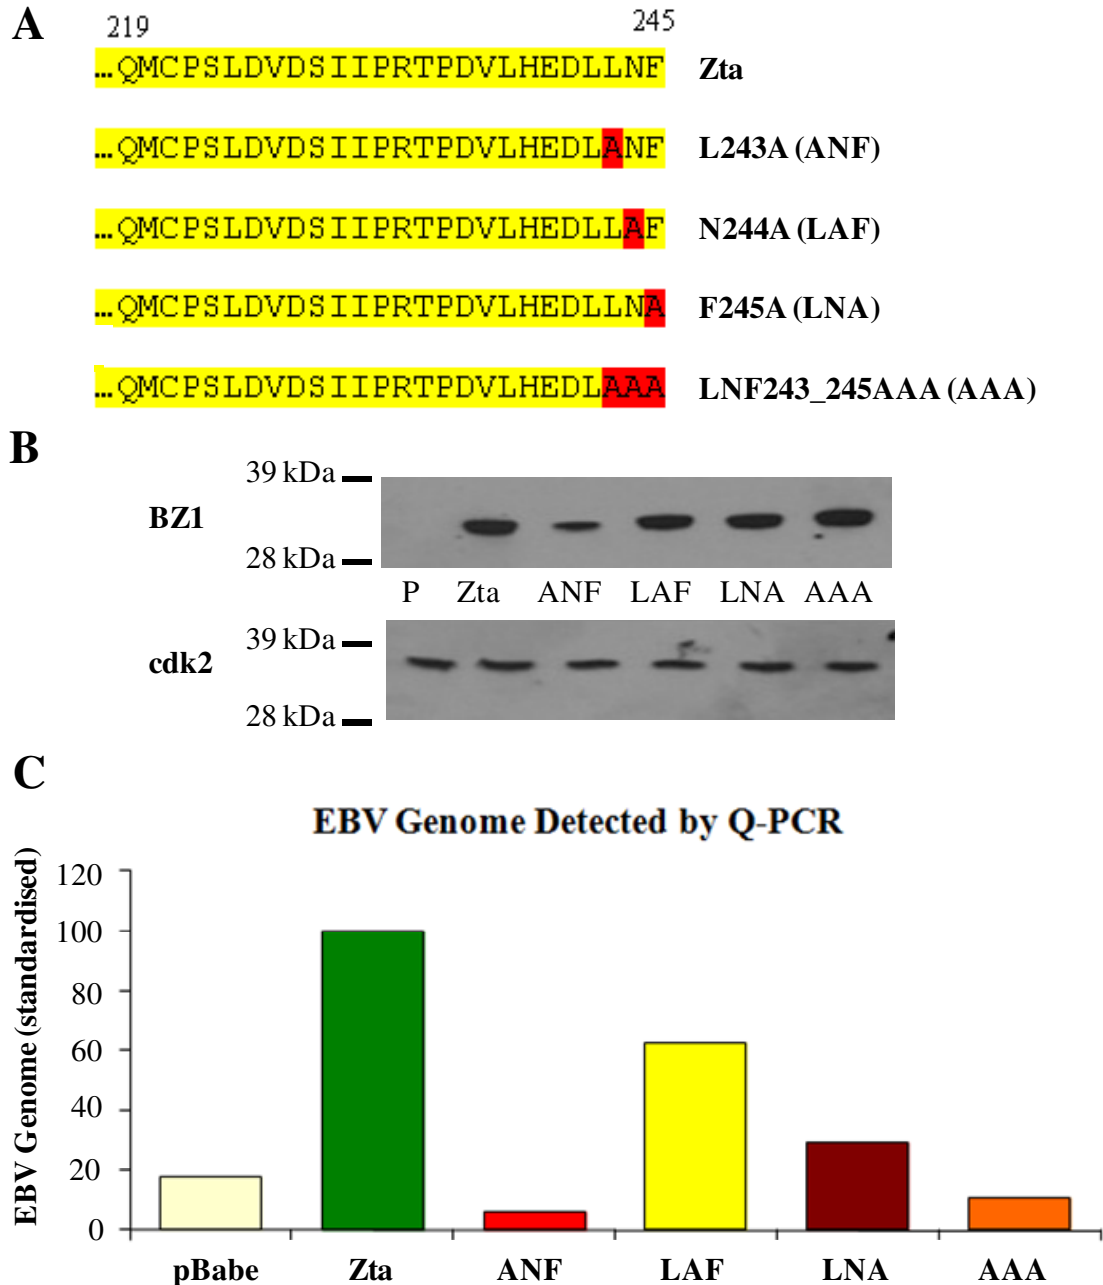 A
219 245
...QMCPSLDVDSIIPRTPDVLHEDLLNF Zta
...QMCPSLDVDSIIPRTPDVLHEDLANF L243A (ANF)
...QMCPSLDVDSIIPRTPDVLHEDLLAF N244A (LAF)
...QMCPSLDVDSIIPRTPDVLHEDLLNA F245A (LNA)
...QMCPSLDVDSIIPRTPDVLHEDLAAA LNF243_245AAA (AAA)
B
39 kDa
BZ1
28 kDa
P Zta ANF LAF LNA AAA
39 kDa
cdk2
28 kDa
C
EBV Genome Detected by Q-PCR
EBV Genome (standardised)
120
100
80
60
40
20
0
pBabe Zta ANF LAF LNA AAA